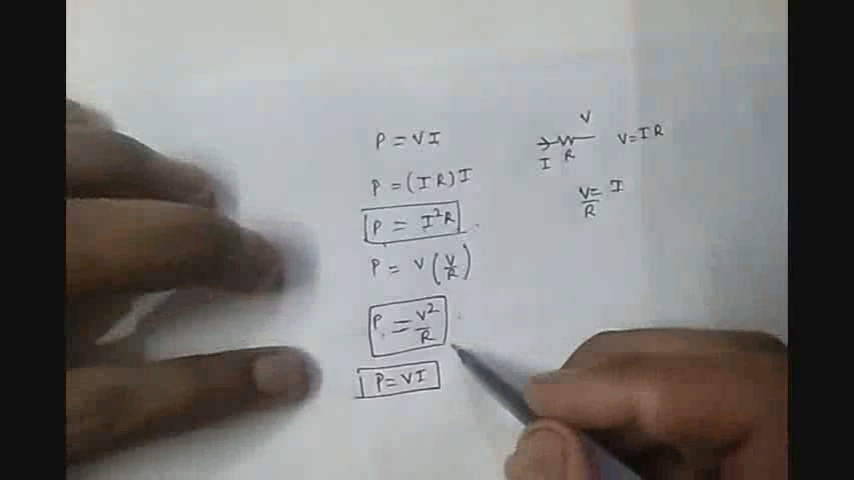 P = VI
P = (IR) I
P = I²R
P = V (V/R)
P = V²/R
P = VI
V
I
R
V = IR
V/R = I